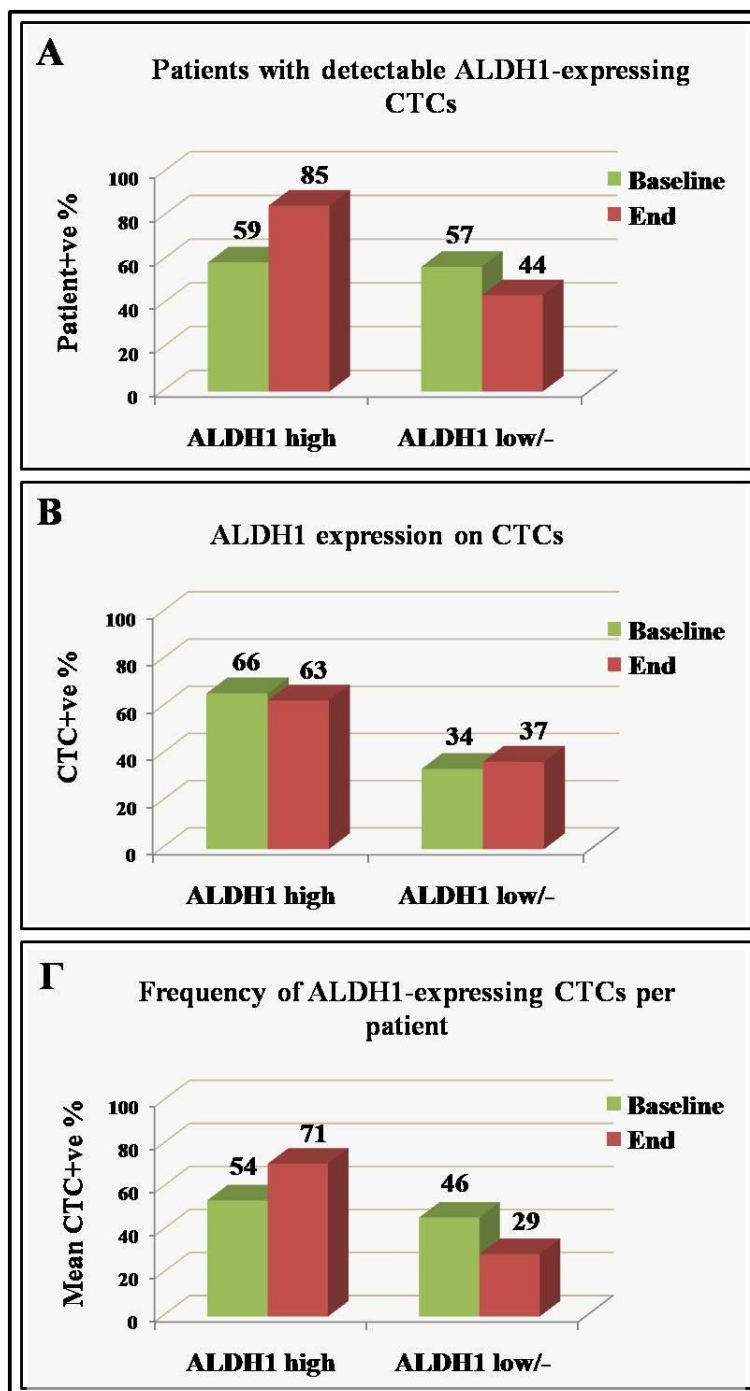 A
Patients with detectable ALDH1-expressing
CTCs
Patient+ve %
100
80
60
40
20
0
59
85
57
44
Baseline
End
ALDH1 high
ALDH1 low/-
B
ALDH1 expression on CTCs
CTC+ve %
100
80
60
40
20
0
66
63
34
37
Baseline
End
ALDH1 high
ALDH1 low/-
Γ
Frequency of ALDH1-expressing CTCs per
patient
Mean CTC+ve %
100
80
60
40
20
0
54
71
46
29
Baseline
End
ALDH1 high
ALDH1 low/-